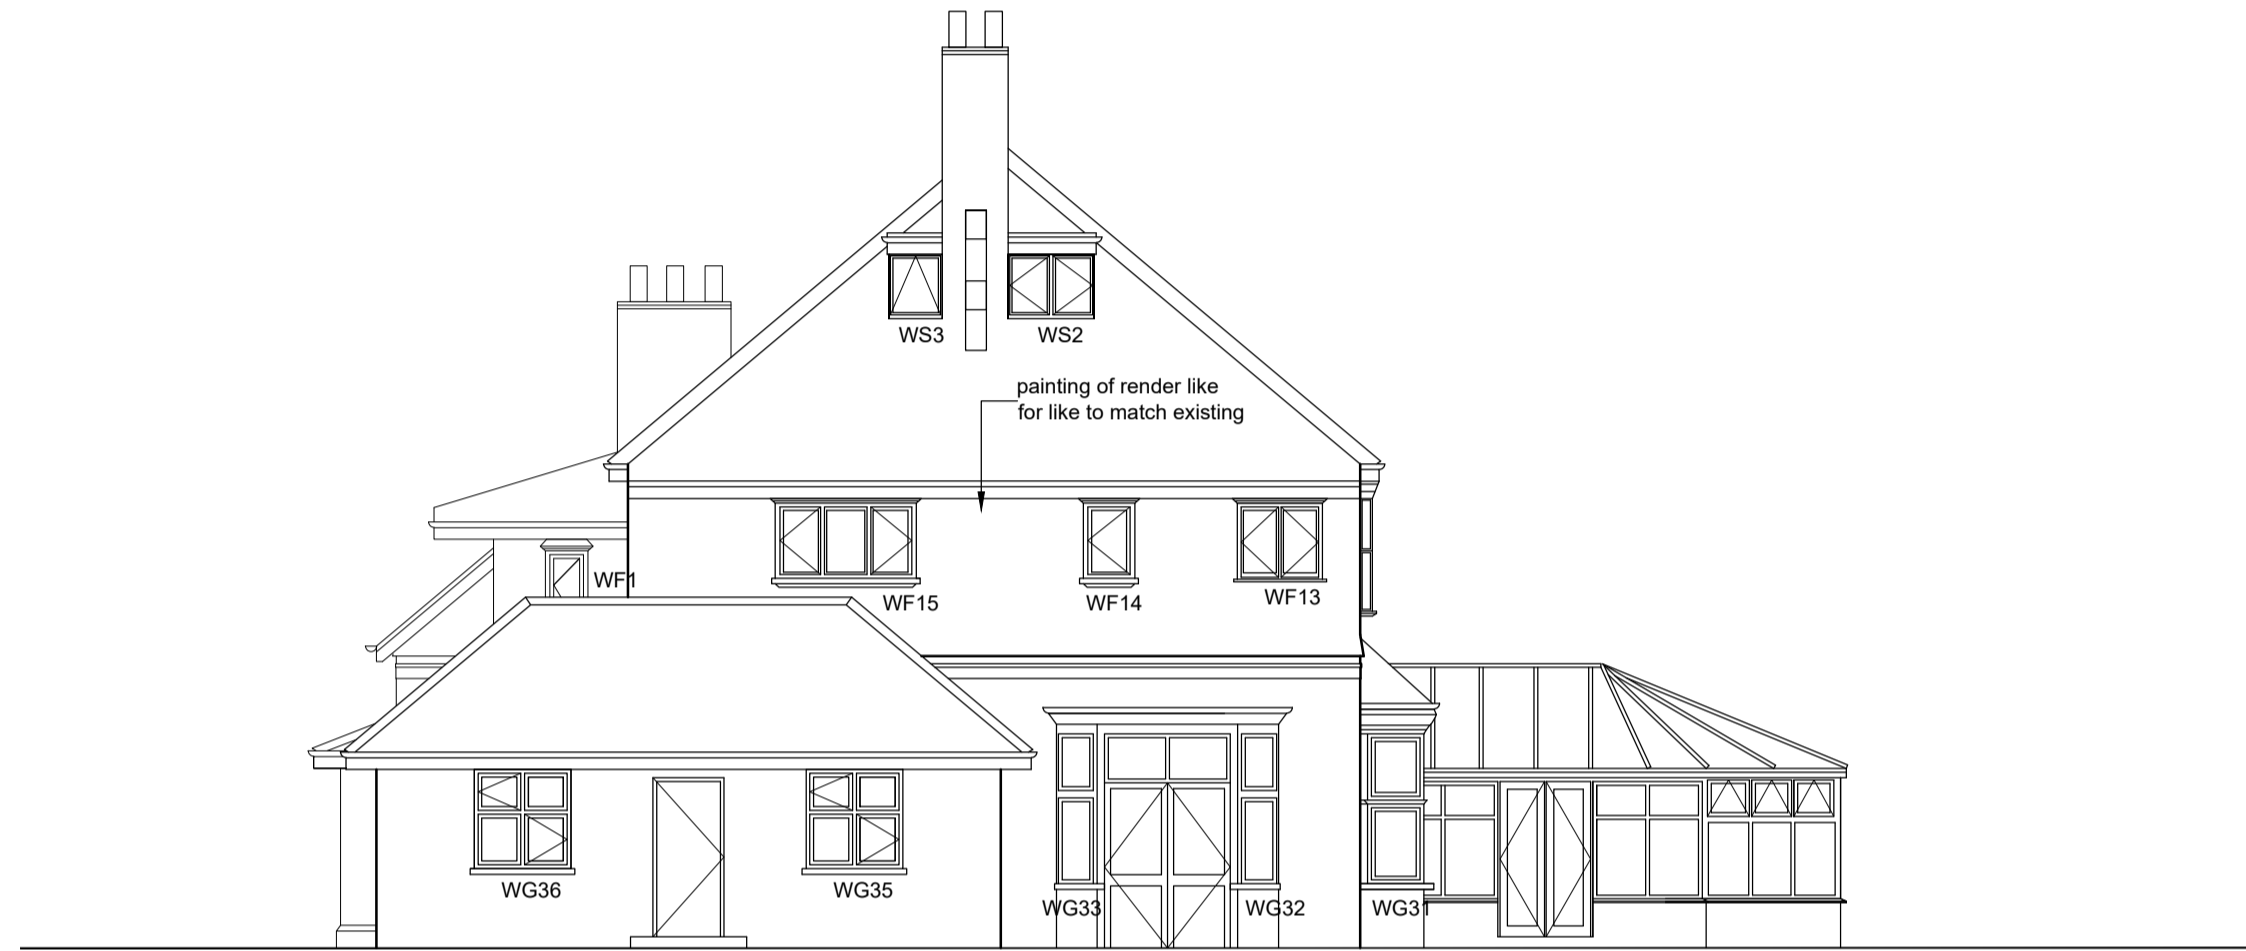 WS3
WS2
painting of render like
for like to match existing
WF1
WF15
WF14
WF13
WG36
WG35
WG33
WG32
WG31